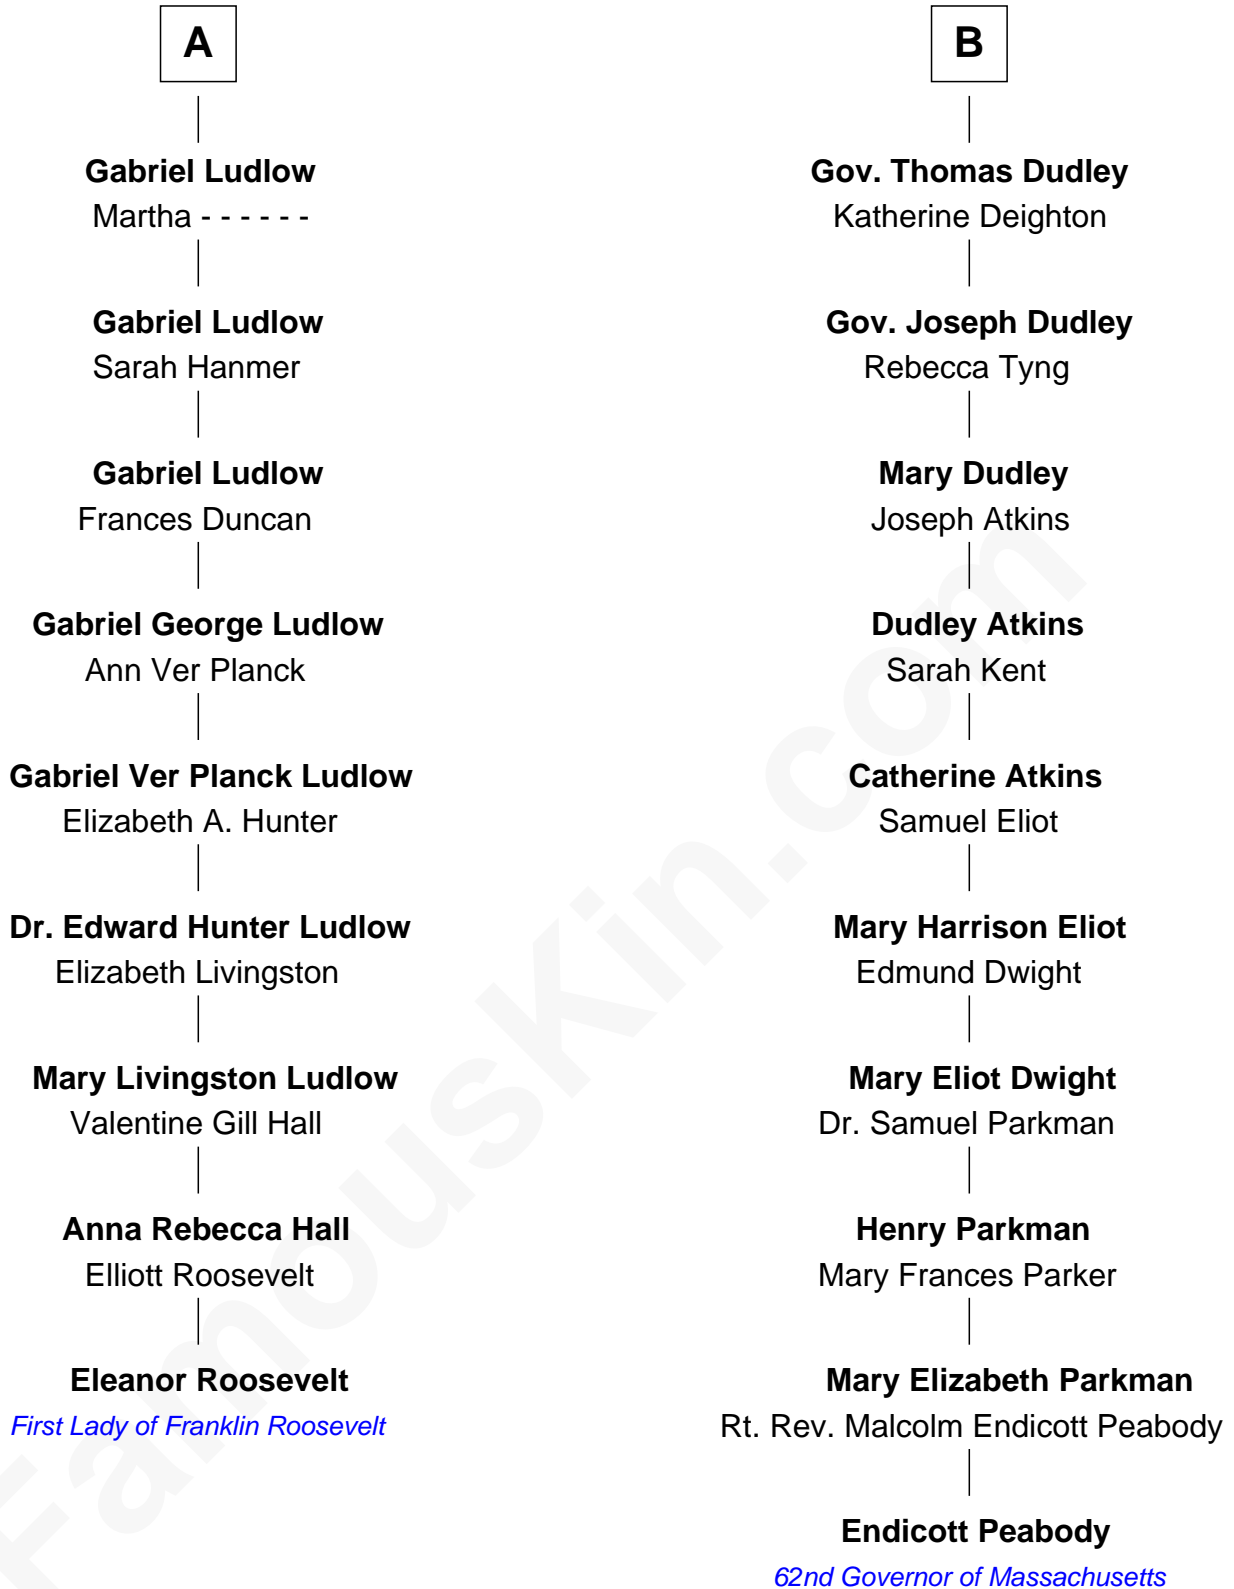 A
Gabriel Ludlow
Martha - - - - - -
Gabriel Ludlow
Sarah Hanmer
Gabriel Ludlow
Frances Duncan
Gabriel George Ludlow
Ann Ver Planck
Gabriel Ver Planck Ludlow
Elizabeth A. Hunter
Dr. Edward Hunter Ludlow
Elizabeth Livingston
Mary Livingston Ludlow
Valentine Gill Hall
Anna Rebecca Hall
Elliott Roosevelt
Eleanor Roosevelt
First Lady of Franklin Roosevelt
B
Gov. Thomas Dudley
Katherine Deighton
Gov. Joseph Dudley
Rebecca Tyng
Mary Dudley
Joseph Atkins
Dudley Atkins
Sarah Kent
Catherine Atkins
Samuel Eliot
Mary Harrison Eliot
Edmund Dwight
Mary Eliot Dwight
Dr. Samuel Parkman
Henry Parkman
Mary Frances Parker
Mary Elizabeth Parkman
Rt. Rev. Malcolm Endicott Peabody
Endicott Peabody
62nd Governor of Massachusetts
FamousKin.com